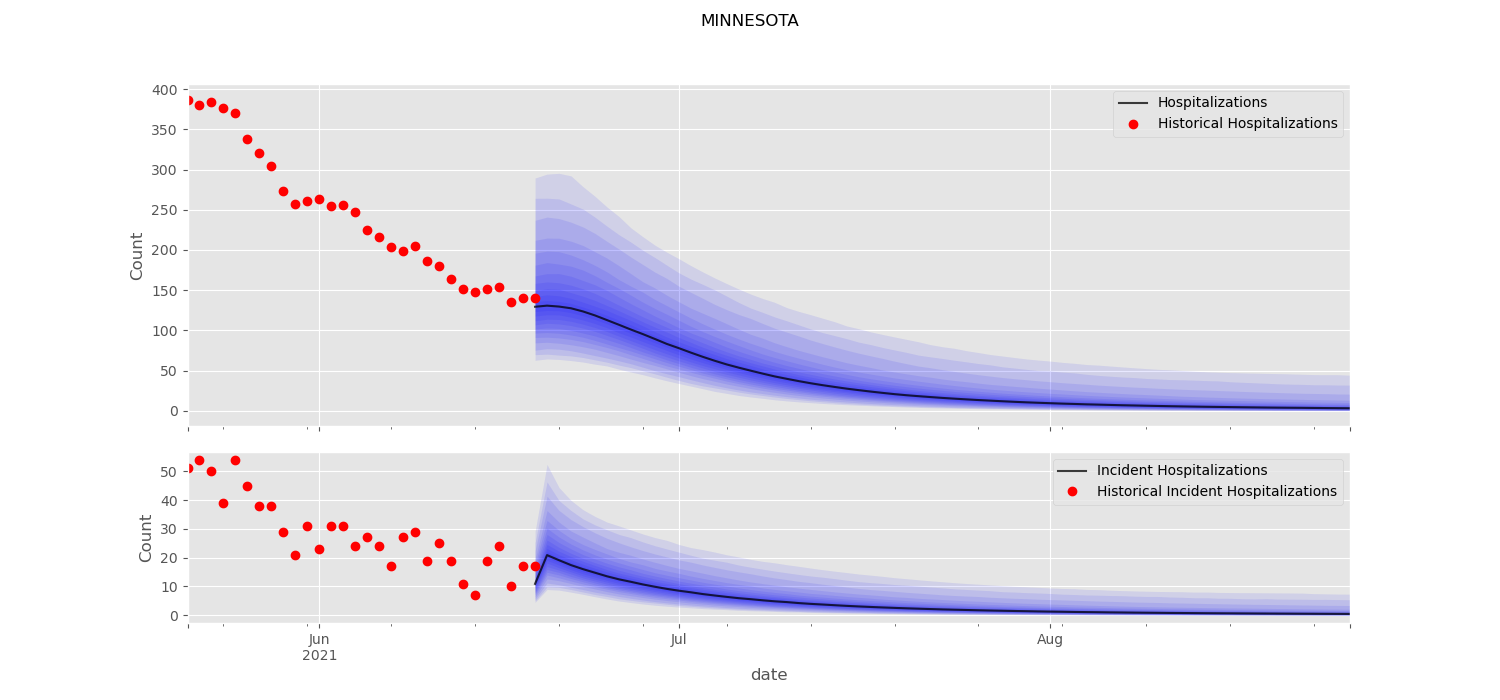 MINNESOTA
400
350
300
250
200
150
100
50
0
Count
Hospitalizations
Historical Hospitalizations
50
40
30
20
10
0
Count
Incident Hospitalizations
Historical Incident Hospitalizations
Jun
2021
Jul
Aug
date